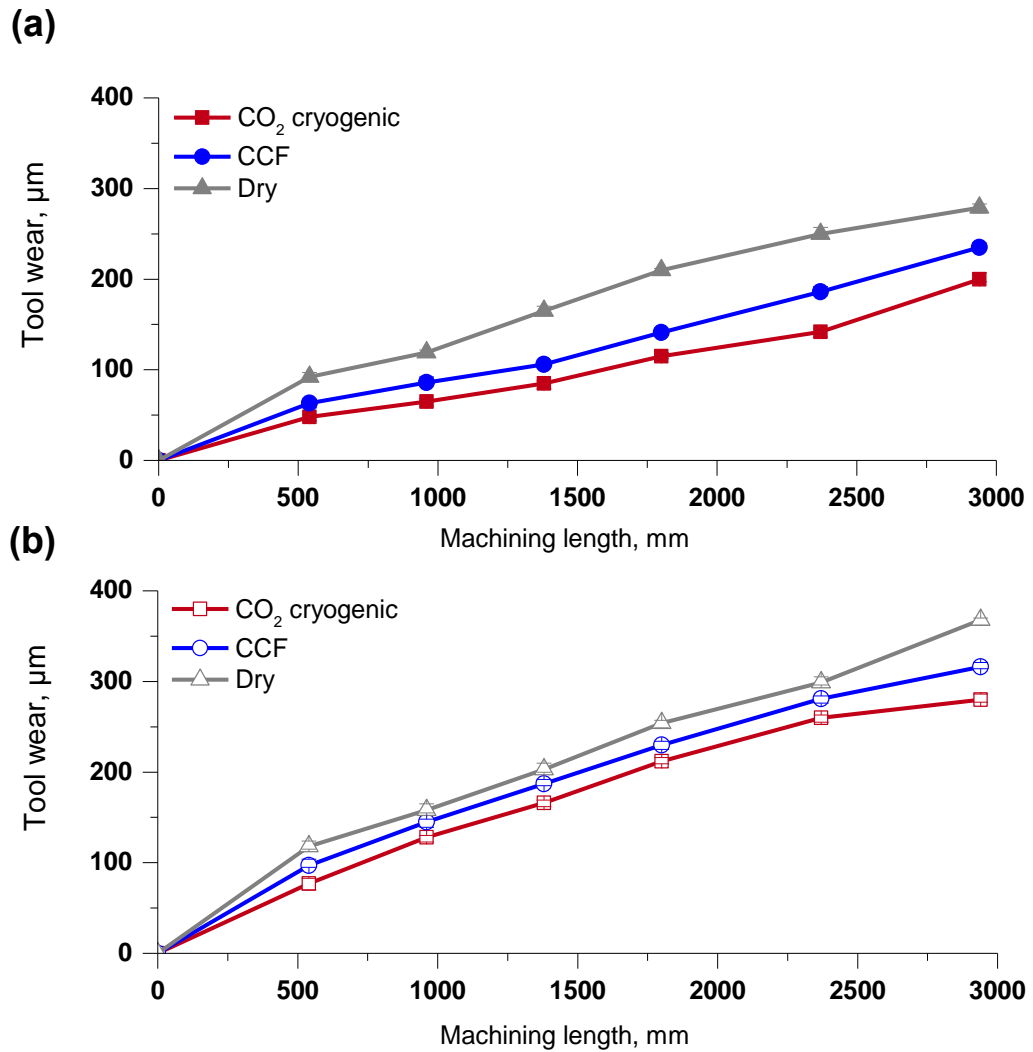 (a)
400
300
200
100
0
Tool wear, μm
CO2 cryogenic
CCF
Dry
0 500 1000 1500 2000 2500 3000
Machining length, mm
(b)
400
300
200
100
0
Tool wear, μm
CO2 cryogenic
CCF
Dry
0 500 1000 1500 2000 2500 3000
Machining length, mm